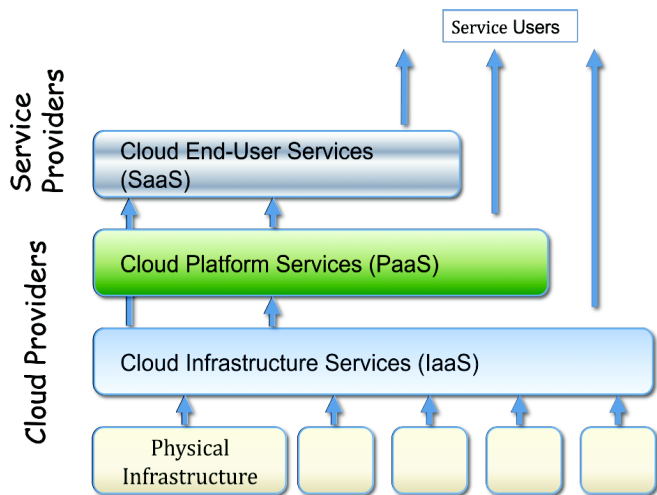 Service Users
Service
Providers
Cloud End-User Services
(SaaS)
Cloud Providers
Cloud Platform Services (PaaS)
Cloud Infrastructure Services (IaaS)
Physical
Infrastructure